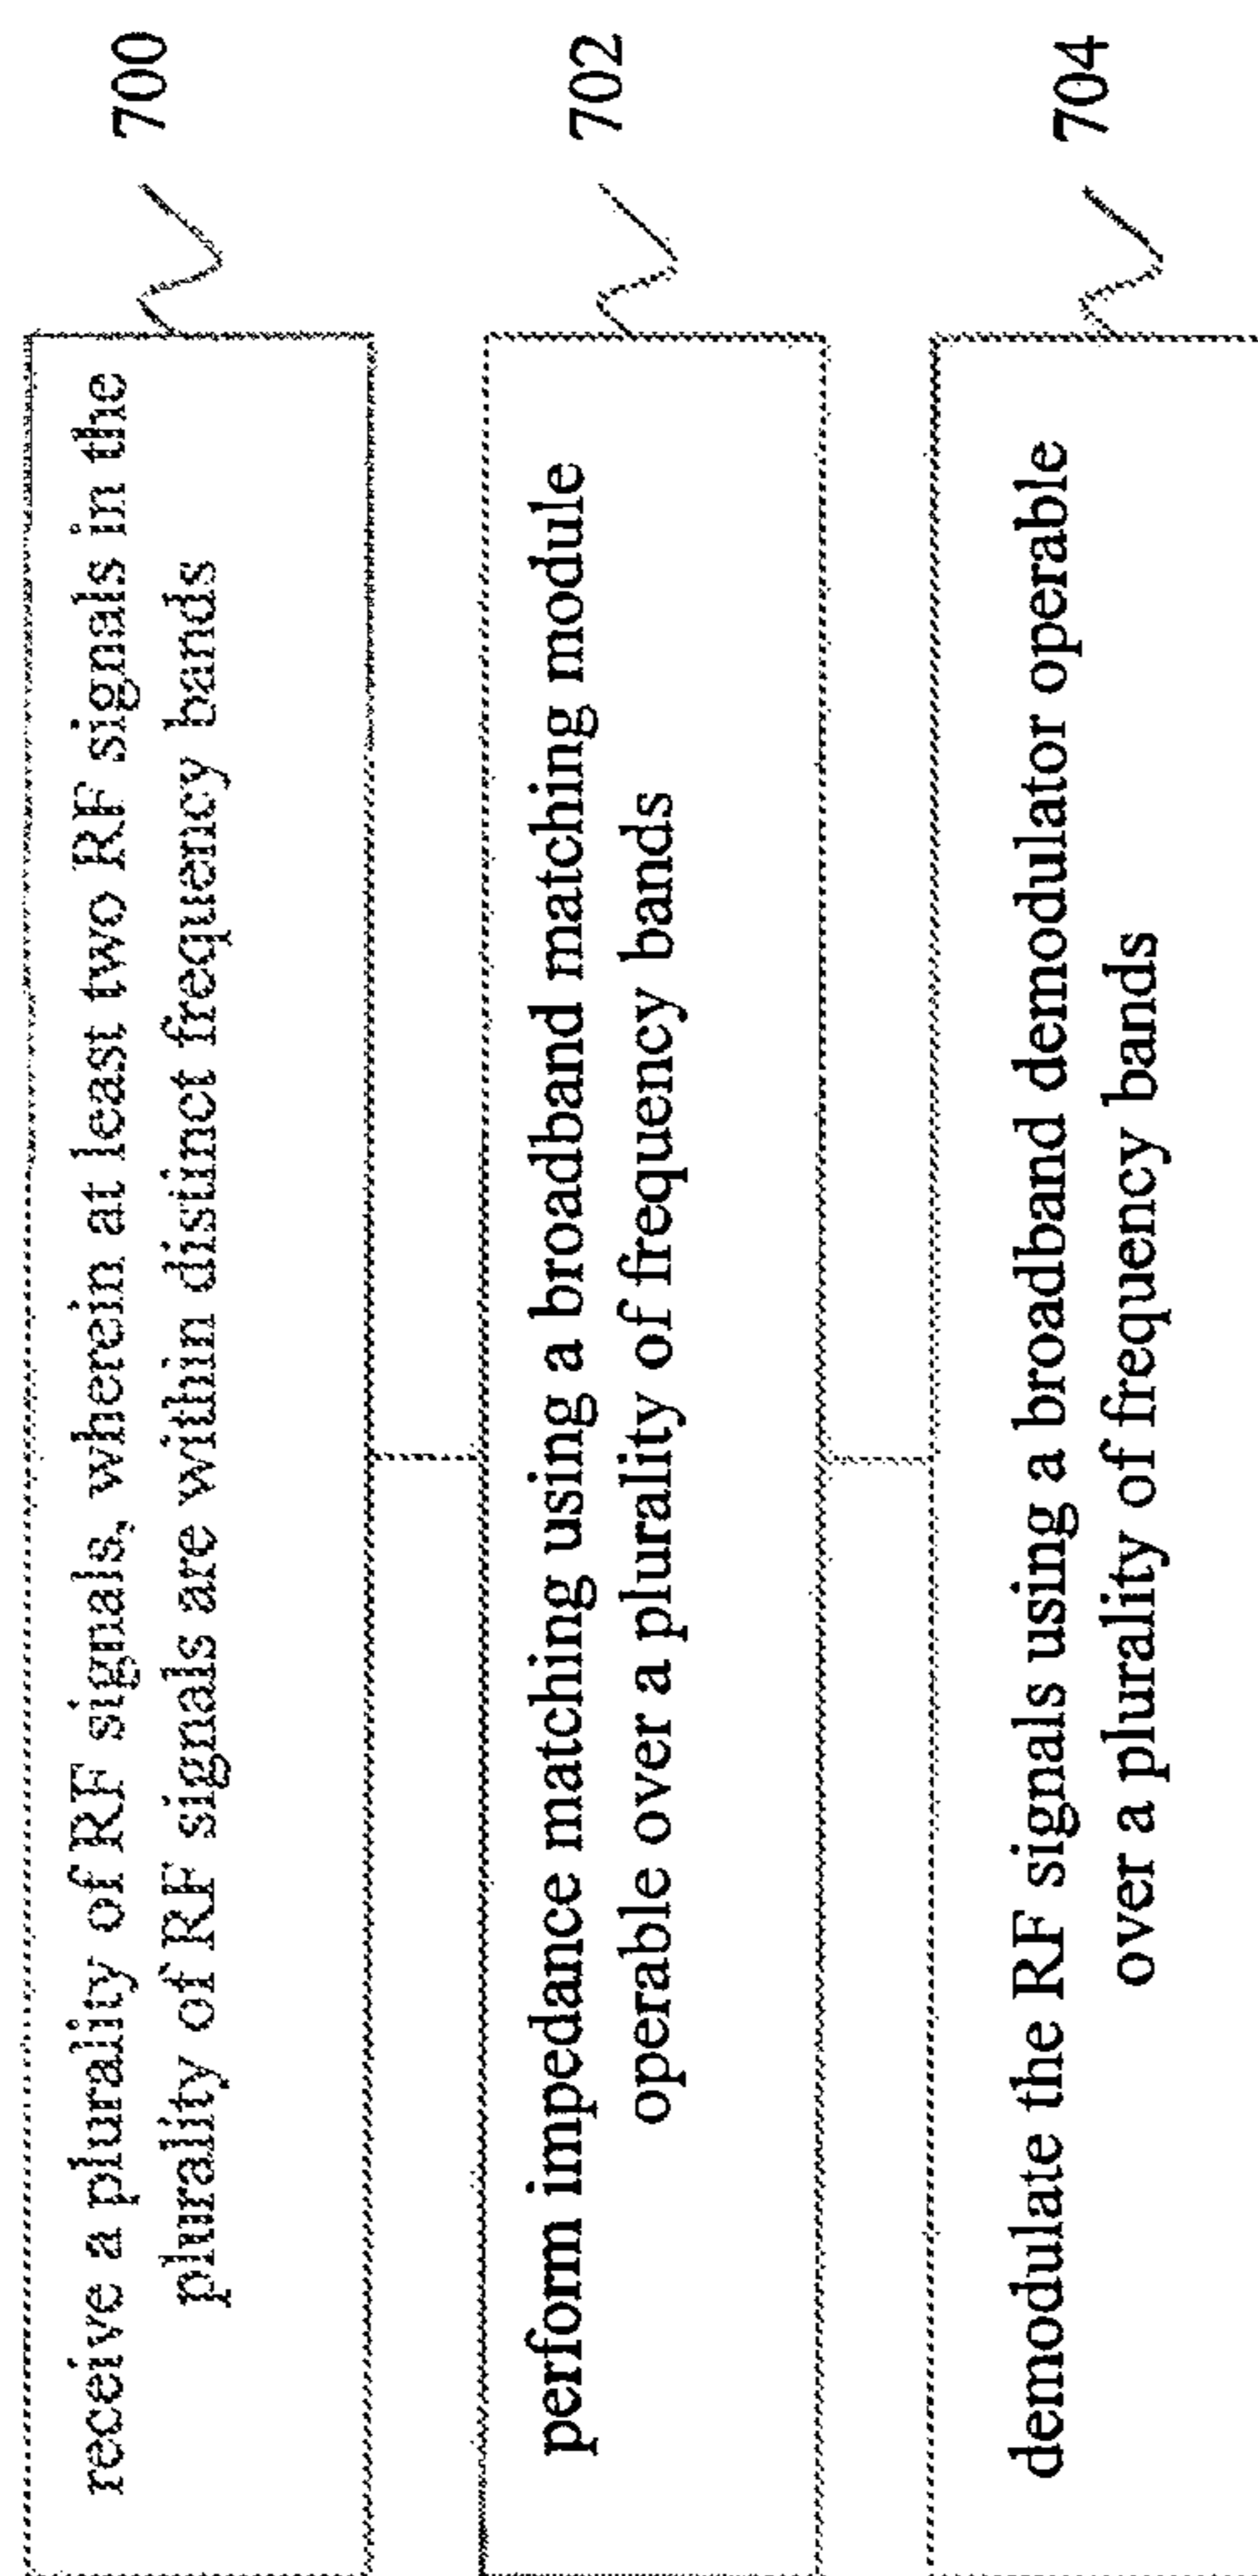 receive a plurality of RF signals, wherein at least two RF signals in the
plurality of RF signals are within distinct frequency bands
700
perform impedance matching using a broadband matching module
operable over a plurality of frequency bands
702
demodulate the RF signals using a broadband demodulator operable
over a plurality of frequency bands
704